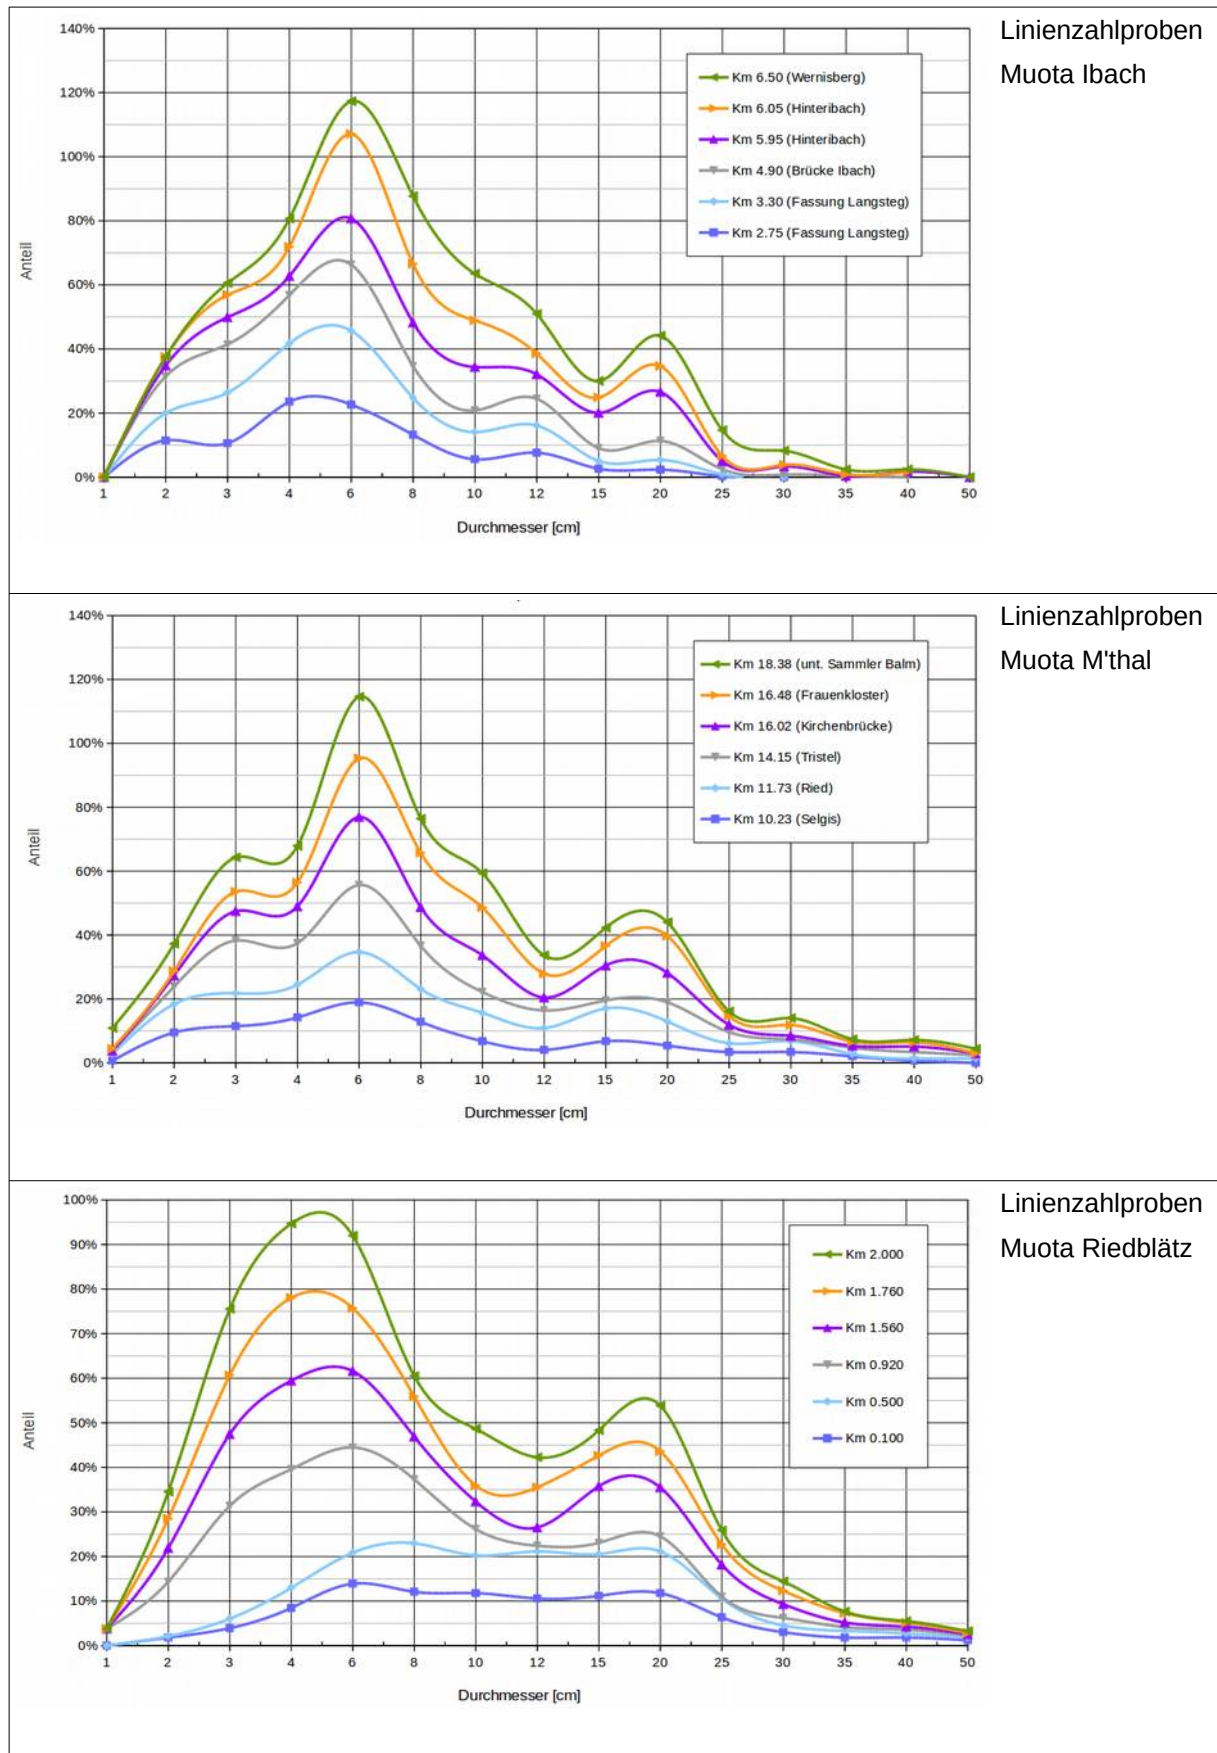 Linienzahlproben
Muota Ibach
140%
120%
100%
80%
60%
40%
20%
0%
Anteil
Km 6.50 (Wernisberg)
Km 6.05 (Hinteribach)
Km 5.95 (Hinteribach)
Km 4.90 (Brücke Ibach)
Km 3.30 (Fassung Langsteg)
Km 2.75 (Fassung Langsteg)
1 2 3 4 6 8 10 12 15 20 25 30 35 40 50
Durchmesser [cm]
Linienzahlproben
Muota M'thal
140%
120%
100%
80%
60%
40%
20%
0%
Anteil
Km 18.38 (unt. Sammler Balm)
Km 16.48 (Frauenkloster)
Km 16.02 (Kirchenbrücke)
Km 14.15 (Tristel)
Km 11.73 (Ried)
Km 10.23 (Selgis)
1 2 3 4 6 8 10 12 15 20 25 30 35 40 50
Durchmesser [cm]
Linienzahlproben
Muota Riedblätz
100%
90%
80%
70%
60%
50%
40%
30%
20%
10%
0%
Anteil
Km 2.000
Km 1.760
Km 1.560
Km 0.920
Km 0.500
Km 0.100
1 2 3 4 6 8 10 12 15 20 25 30 35 40 50
Durchmesser [cm]